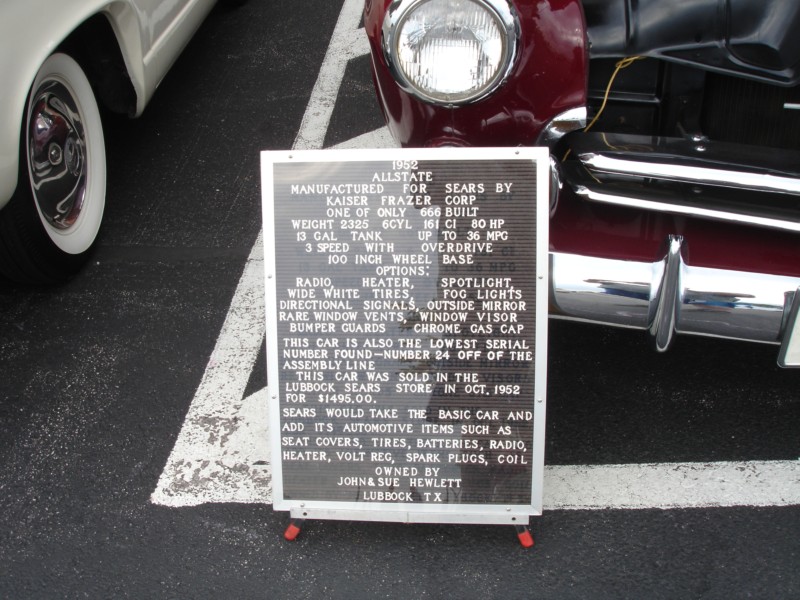 1952
ALLSTATE
MANUFACTURED FOR SEARS BY
KAISER FRAZER CORP
ONE OF ONLY 666 BUILT
WEIGHT 2325 6CYL 161 CI 80 HP
13 GAL TANK UP TO 36 MPG
3 SPEED WITH OVERDRIVE
100 INCH WHEEL BASE
OPTIONS:
RADIO, HEATER, SPOTLIGHT,
WIDE WHITE TIRES, FOG LIGHTS
DIRECTIONAL SIGNALS, OUTSIDE MIRROR
RARE WINDOW VENTS, WINDOW VISOR
BUMPER GUARDS CHROME GAS CAP
THIS CAR IS ALSO THE LOWEST SERIAL
NUMBER FOUND-NUMBER 24 OFF OF THE
ASSEMBLY LINE
THIS CAR WAS SOLD IN THE
LUBBOCK SEARS STORE IN OCT. 1952
FOR $1495.00.
SEARS WOULD TAKE THE BASIC CAR AND
ADD ITS AUTOMOTIVE ITEMS SUCH AS
SEAT COVERS, TIRES, BATTERIES, RADIO,
HEATER, VOLT REG, SPARK PLUGS, COIL
OWNED BY
JOHN & SUE HEWLETT
LUBBOCK TX